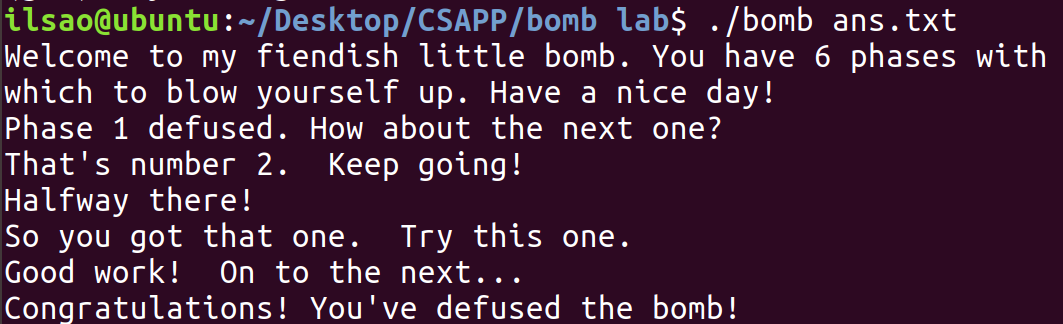 ilsao@ubuntu:~/Desktop/CSAPP/bomb lab$ ./bomb ans.txt
Welcome to my fiendish little bomb. You have 6 phases with
which to blow yourself up. Have a nice day!
Phase 1 defused. How about the next one?
That's number 2.  Keep going!
Halfway there!
So you got that one.  Try this one.
Good work!  On to the next...
Congratulations! You've defused the bomb!